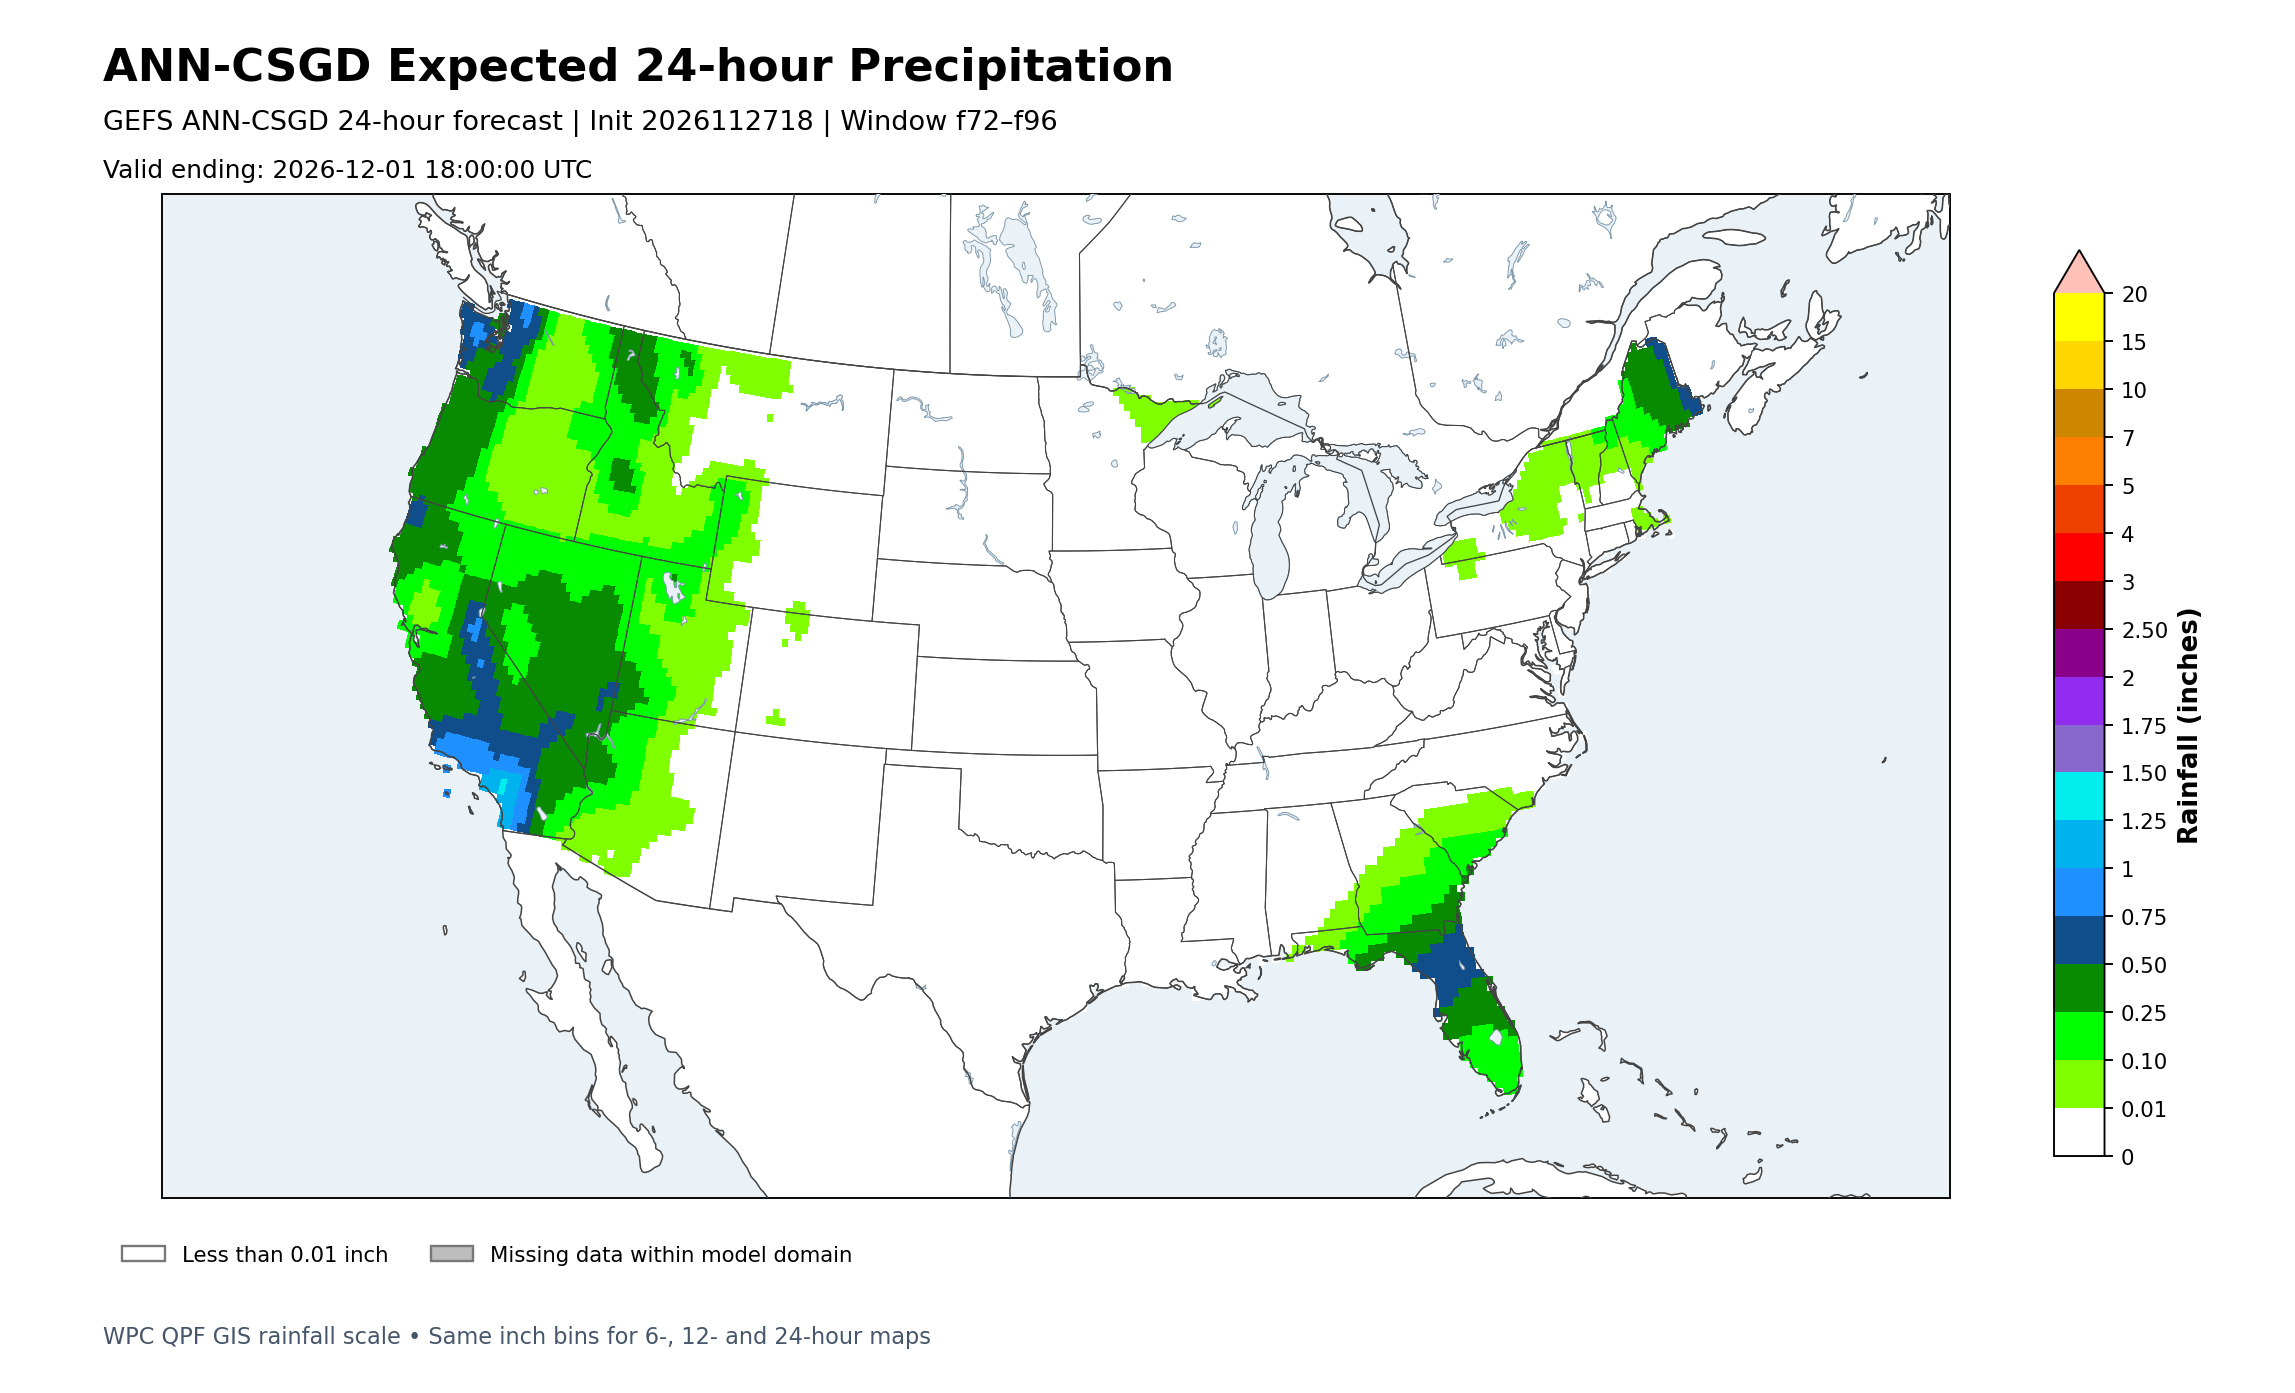 ANN-CSGD Expected 24-hour Precipitation
GEFS ANN-CSGD 24-hour forecast | Init 2026112718 | Window f72–f96
Valid ending: 2026-12-01 18:00:00 UTC
20
15
10
7
5
4
3
2.50
2
1.75
1.50
1.25
1
0.75
0.50
0.25
0.10
0.01
0
Rainfall (inches)
Less than 0.01 inch
Missing data within model domain
WPC QPF GIS rainfall scale • Same inch bins for 6-, 12- and 24-hour maps